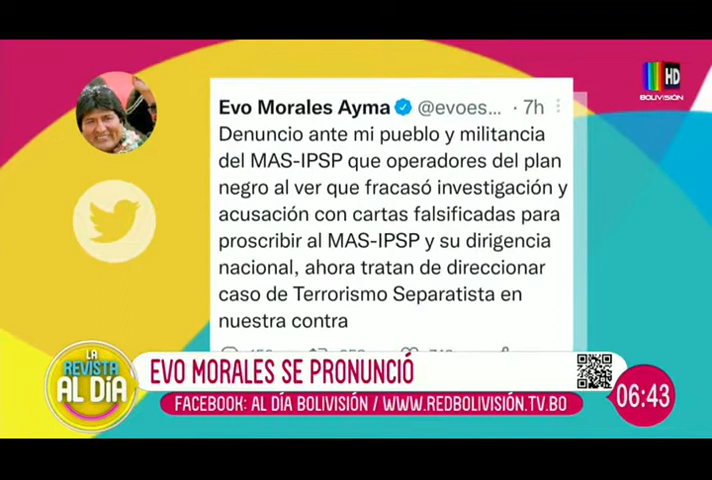 HD
BOLIVISIÓN
Evo Morales Ayma @evoes... · 7h
Denuncio ante mi pueblo y militancia
del MAS-IPSP que operadores del plan
negro al ver que fracasó investigación y
acusación con cartas falsificadas para
proscribir al MAS-IPSP y su dirigencia
nacional, ahora tratan de direccionar
caso de Terrorismo Separatista en
nuestra contra
LA
REVISTA
AL DÍA
EVO MORALES SE PRONUNCIÓ
FACEBOOK: AL DÍA BOLIVISIÓN / WWW.REDBOLIVISIÓN.TV.BO
06:43